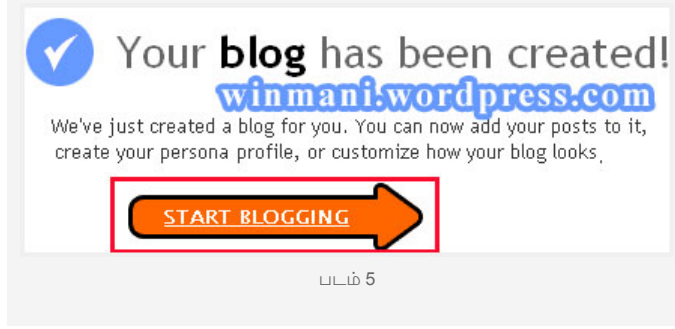 Your blog has been created!
winmani.wordpress.com
We've just created a blog for you. You can now add your posts to it,
create your persona profile, or customize how your blog looks.
START BLOGGING
படம் 5